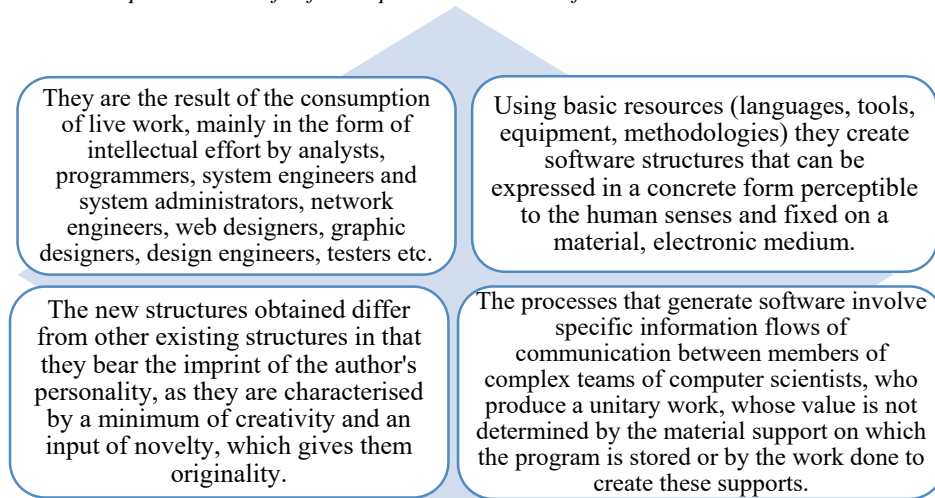 They are the result of the consumption
of live work, mainly in the form of
intellectual effort by analysts,
programmers, system engineers and
system administrators, network
engineers, web designers, graphic
designers, design engineers, testers etc.
Using basic resources (languages, tools,
equipment, methodologies) they create
software structures that can be
expressed in a concrete form perceptible
to the human senses and fixed on a
material, electronic medium.
The new structures obtained differ
from other existing structures in that
they bear the imprint of the author's
personality, as they are characterised
by a minimum of creativity and an
input of novelty, which gives them
originality.
The processes that generate software involve
specific information flows of
communication between members of
complex teams of computer scientists, who
produce a unitary work, whose value is not
determined by the material support on which
the program is stored or by the work done to
create these supports.